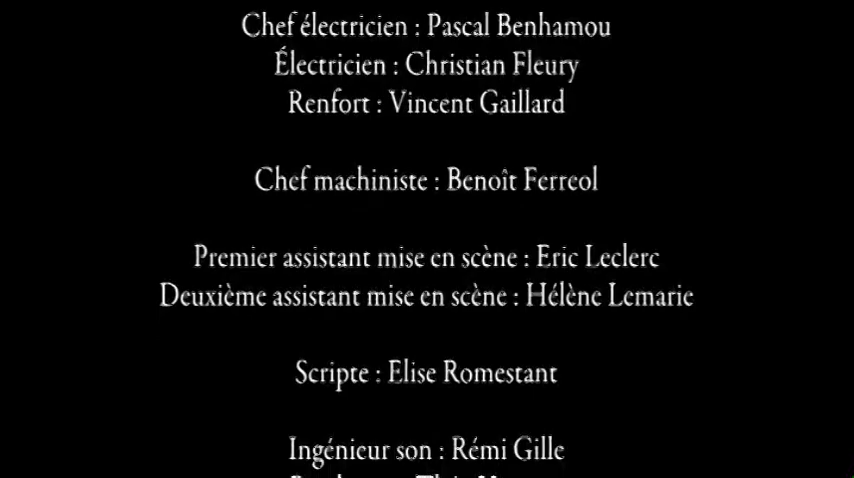 Chef électricien : Pascal Benhamou
Électricien : Christian Fleury
Renfort : Vincent Gaillard
Chef machiniste : Benoît Ferreol
Premier assistant mise en scène : Eric Leclerc
Deuxième assistant mise en scène : Hélène Lemarie
Scripte : Elise Romestant
Ingénieur son : Rémi Gille